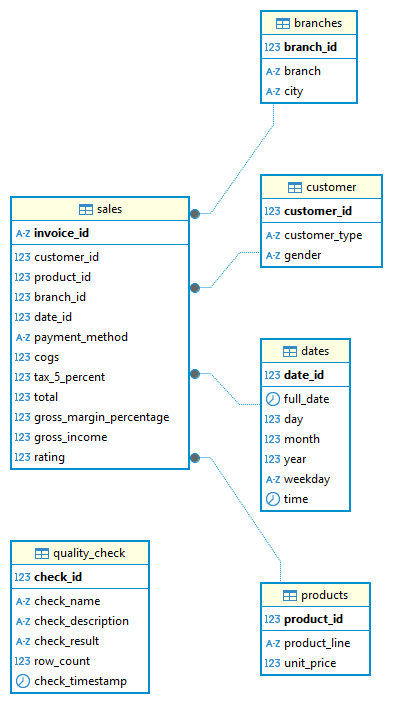 branches
123 branch_id
A-Z branch
A-Z city
customer
123 customer_id
A-Z customer_type
A-Z gender
sales
A-Z invoice_id
123 customer_id
123 product_id
123 branch_id
123 date_id
A-Z payment_method
123 cogs
123 tax_5_percent
123 total
123 gross_margin_percentage
123 gross_income
123 rating
dates
123 date_id
full_date
123 day
123 month
123 year
A-Z weekday
time
quality_check
123 check_id
A-Z check_name
A-Z check_description
A-Z check_result
123 row_count
check_timestamp
products
123 product_id
A-Z product_line
123 unit_price